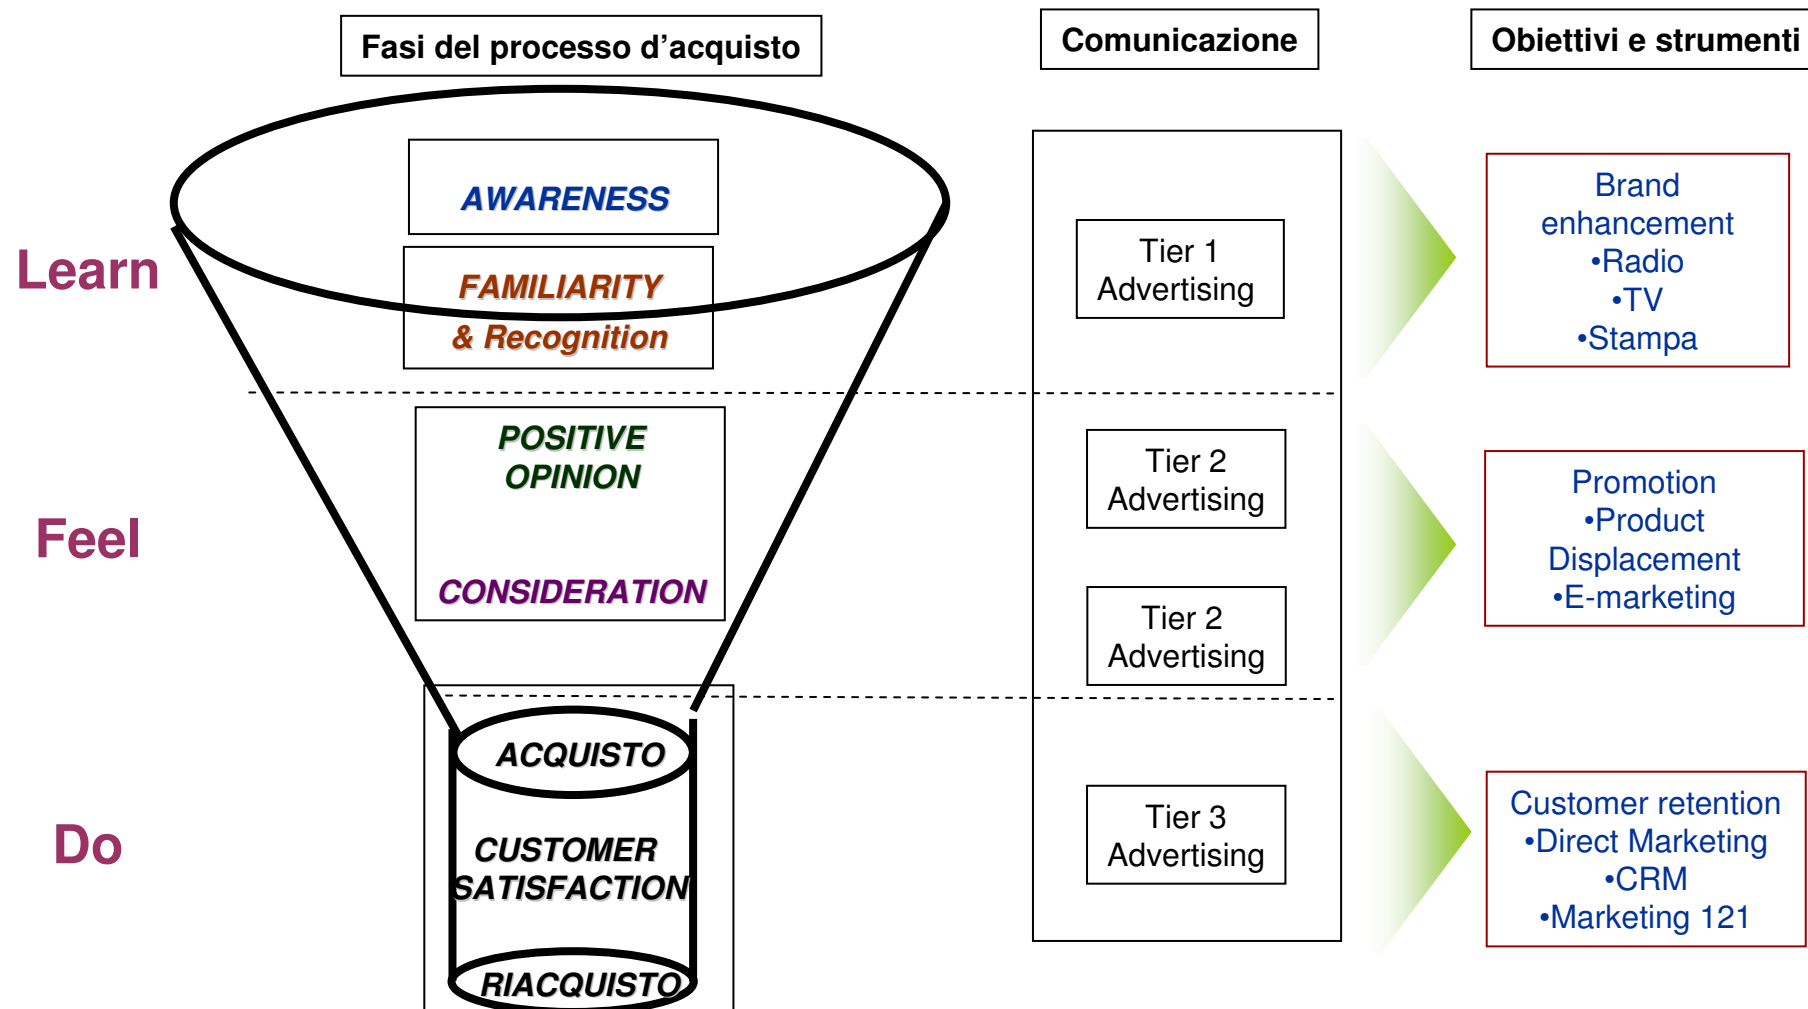 Fasi del processo d’acquisto
Comunicazione
Obiettivi e strumenti
Learn
AWARENESS
FAMILIARITY
& Recognition
Tier 1
Advertising
Brand
enhancement
•Radio
•TV
•Stampa
Feel
POSITIVE
OPINION
CONSIDERATION
Tier 2
Advertising
Tier 2
Advertising
Promotion
•Product
Displacement
•E-marketing
Do
ACQUISTO
CUSTOMER
SATISFACTION
RIACQUISTO
Tier 3
Advertising
Customer retention
•Direct Marketing
•CRM
•Marketing 121